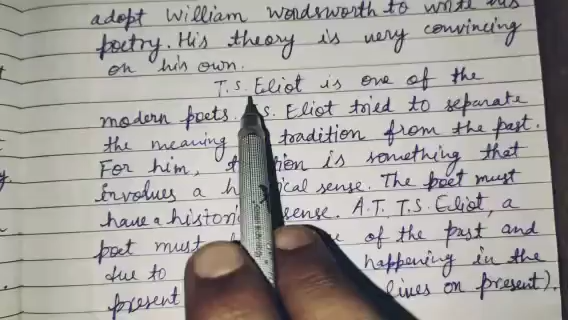 adopt William Wordsworth to write his
poetry. His theory is very convincing
on his own.
T.S. Eliot is one of the
modern poets. S. Eliot tried to separate
the meaning tradition from the past.
For him, is something that
involves a sense. The poet must
have a sense. A.T. T.S. Eliot, a
poet must of the past and
due to happening in the
present lives on present).